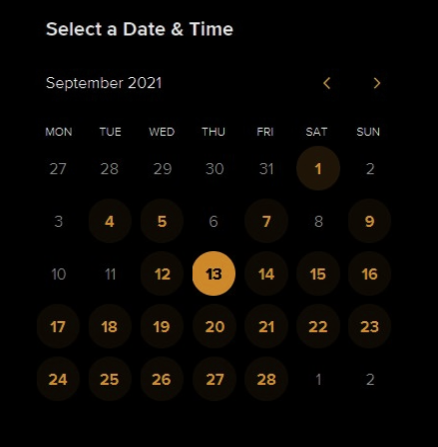 Select a Date & Time
September 2021
MON TUE WED THU FRI SAT SUN
27 28 29 30 31 1 2
3 4 5 6 7 8 9
10 11 12 13 14 15 16
17 18 19 20 21 22 23
24 25 26 27 28 1 2